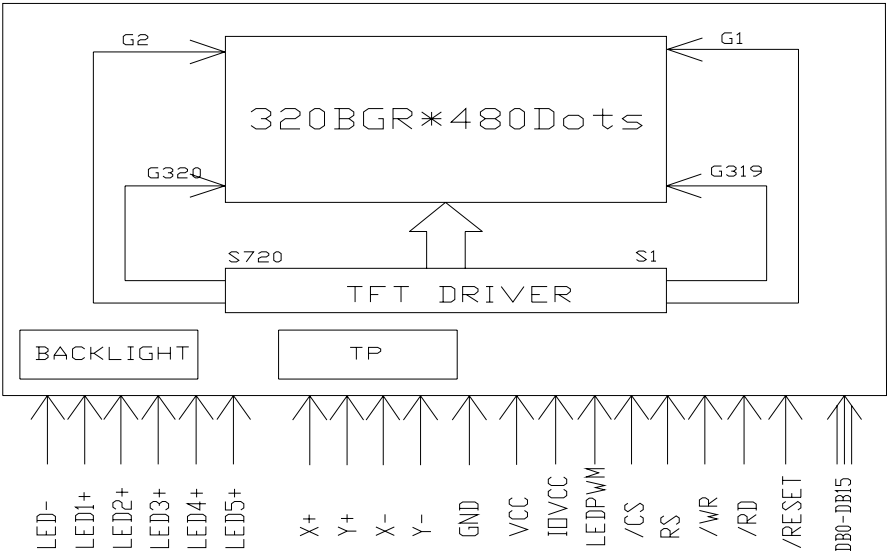 G2
G1
320BGR*480Dots
G320
G319
S720
S1
TFT DRIVER
BACKLIGHT
TP
LED-
LED1+
LED2+
LED3+
LED4+
LED5+
X+
Y+
X-
Y-
GND
VCC
IOVCC
LEDPWM
/CS
RS
/WR
/RD
/RESET
DB0-DB15